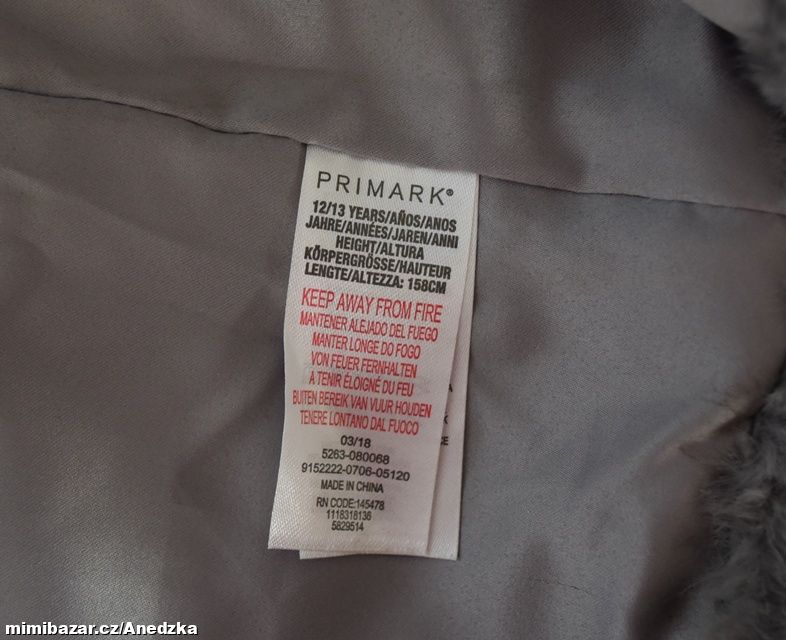 PRIMARK®
12/13 YEARS/AÑOS/ANOS
JAHRE/ANNÉES/JAREN/ANNI
HEIGHT/ALTURA
KÖRPERGRÖSSE/HAUTEUR
LENGTE/ALTEZZA: 158CM
KEEP AWAY FROM FIRE
MANTENER ALEJADO DEL FUEGO
MANTER LONGE DO FOGO
VON FEUER FERNHALTEN
A TENIR ÉLOIGNÉ DU FEU
BUITEN BEREIK VAN VUUR HOUDEN
TENERE LONTANO DAL FUOCO
03/18
5263-080068
9152222-0706-05120
MADE IN CHINA
RN CODE:145478
1118318136
5829514
mimibazar.cz/Anedzka